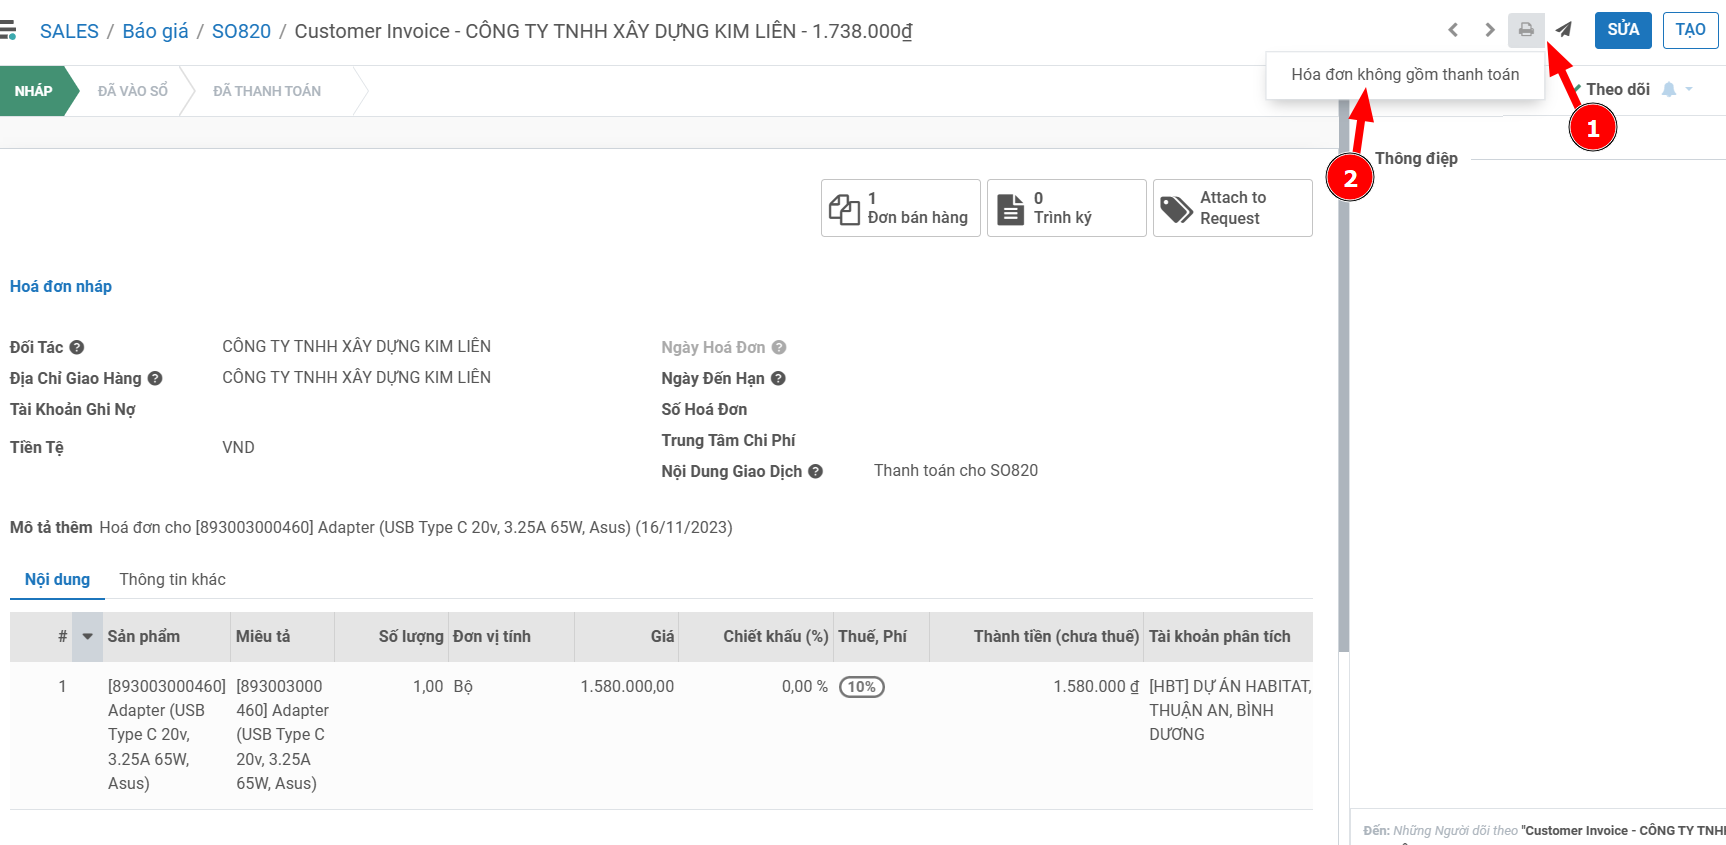 SALES / Báo giá / SO820 / Customer Invoice - CÔNG TY TNHH XÂY DỰNG KIM LIÊN - 1.738.000₫
SỬA
TẠO
Hóa đơn không gồm thanh toán
NHÁP
ĐÃ VÀO SỔ
ĐÃ THANH TOÁN
Theo dõi
1
2
Thông điệp
1
Đơn bán hàng
0
Trình ký
Attach to
Request
Hoá đơn nháp
Đối Tác
CÔNG TY TNHH XÂY DỰNG KIM LIÊN
Ngày Hoá Đơn
Địa Chỉ Giao Hàng
CÔNG TY TNHH XÂY DỰNG KIM LIÊN
Ngày Đến Hạn
Tài Khoản Ghi Nợ
Số Hoá Đơn
Trung Tâm Chi Phí
Tiền Tệ
VND
Nội Dung Giao Dịch
Thanh toán cho SO820
Mô tả thêm Hoá đơn cho [893003000460] Adapter (USB Type C 20v, 3.25A 65W, Asus) (16/11/2023)
Nội dung
Thông tin khác
# Sản phẩm Miêu tả Số lượng Đơn vị tính Giá Chiết khấu (%) Thuế, Phí Thành tiền (chưa thuế) Tài khoản phân tích
1 [893003000460] [893003000 1,00 Bộ 1.580.000,00 0,00 % 10% 1.580.000 ₫ [HBT] DỰ ÁN HABITAT,
Adapter (USB 460] Adapter THUẬN AN, BÌNH
Type C 20v, (USB Type C DƯƠNG
3.25A 65W, 20v, 3.25A
Asus) 65W, Asus)
Đến: Những Người dõi theo "Customer Invoice - CÔNG TY TNHH